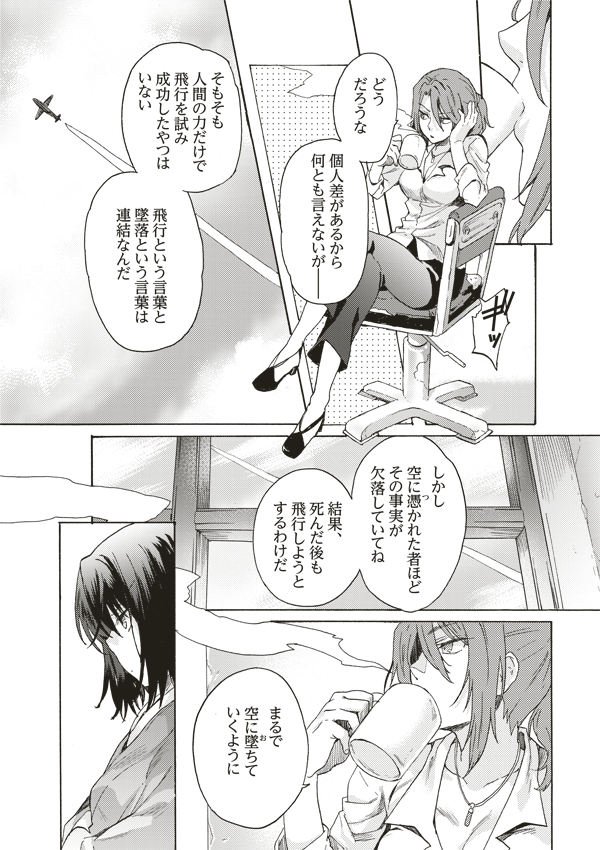 どう
だろうな
個人差があるから
何とも言えないが──
ギッ
そもそも
人間の力だけで
飛行を試み
成功したやつは
いない
飛行という言葉と
墜落という言葉は
連結なんだ
しかし
空に憑かれた者ほど
つ
その事実が
欠落していてね
結果、
死んだ後も
飛行しようと
するわけだ
まるで
空に墜ちて
お
いくように